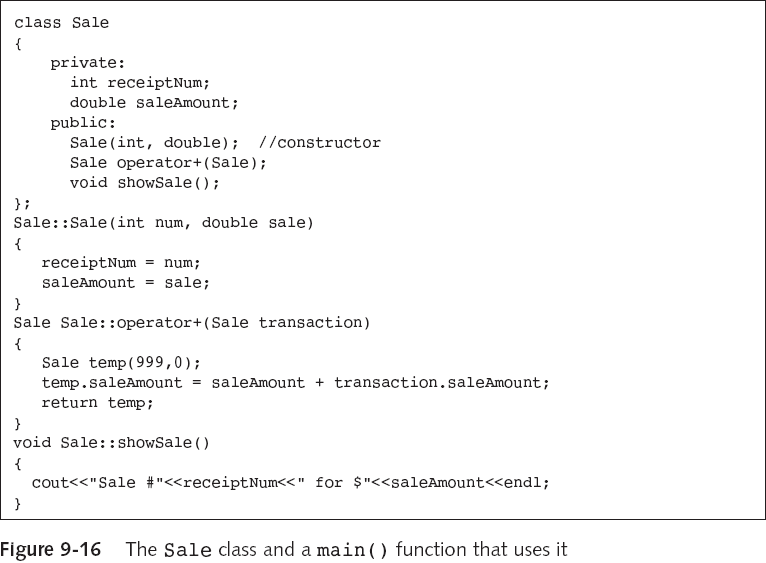 class Sale
{
    private:
      int receiptNum;
      double saleAmount;
    public:
      Sale(int, double);  //constructor
      Sale operator+(Sale);
      void showSale();
};
Sale::Sale(int num, double sale)
{
   receiptNum = num;
   saleAmount = sale;
}
Sale Sale::operator+(Sale transaction)
{
   Sale temp(999,0);
   temp.saleAmount = saleAmount + transaction.saleAmount;
   return temp;
}
void Sale::showSale()
{
  cout<<"Sale #"<<receiptNum<<" for $"<<saleAmount<<endl;
}
Figure 9-16 The Sale class and a main() function that uses it